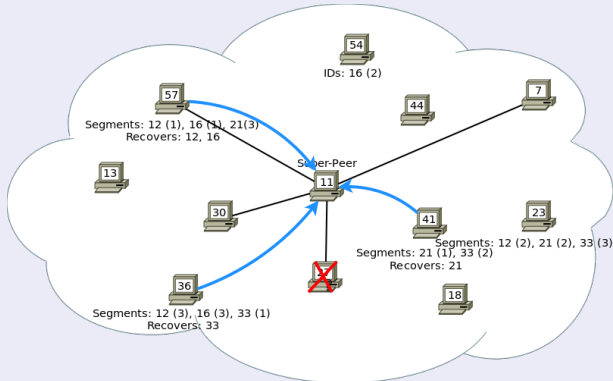 54
IDs: 16 (2)
57
7
44
Segments: 12 (1), 16 (1), 21(3)
Recovers: 12, 16
Super-Peer
13
11
30
41
23
Segments: 12 (2), 21 (2), 33 (3)
Segments: 21 (1), 33 (2)
Recovers: 21
36
18
Segments: 12 (3), 16 (3), 33 (1)
Recovers: 33